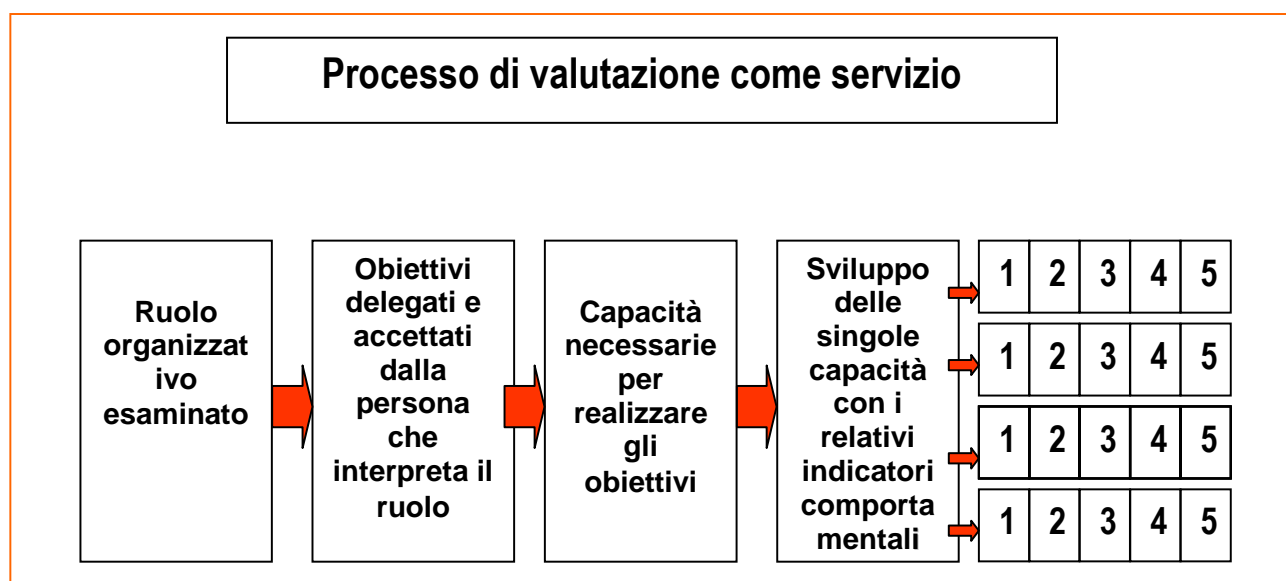 Processo di valutazione come servizio
Ruolo
organizzat
ivo
esaminato
Obiettivi
delegati e
accettati
dalla
persona
che
interpreta il
ruolo
Capacità
necessarie
per
realizzare
gli
obiettivi
Sviluppo
delle
singole
capacità
con i
relativi
indicatori
comporta
mentali
1 2 3 4 5
1 2 3 4 5
1 2 3 4 5
1 2 3 4 5